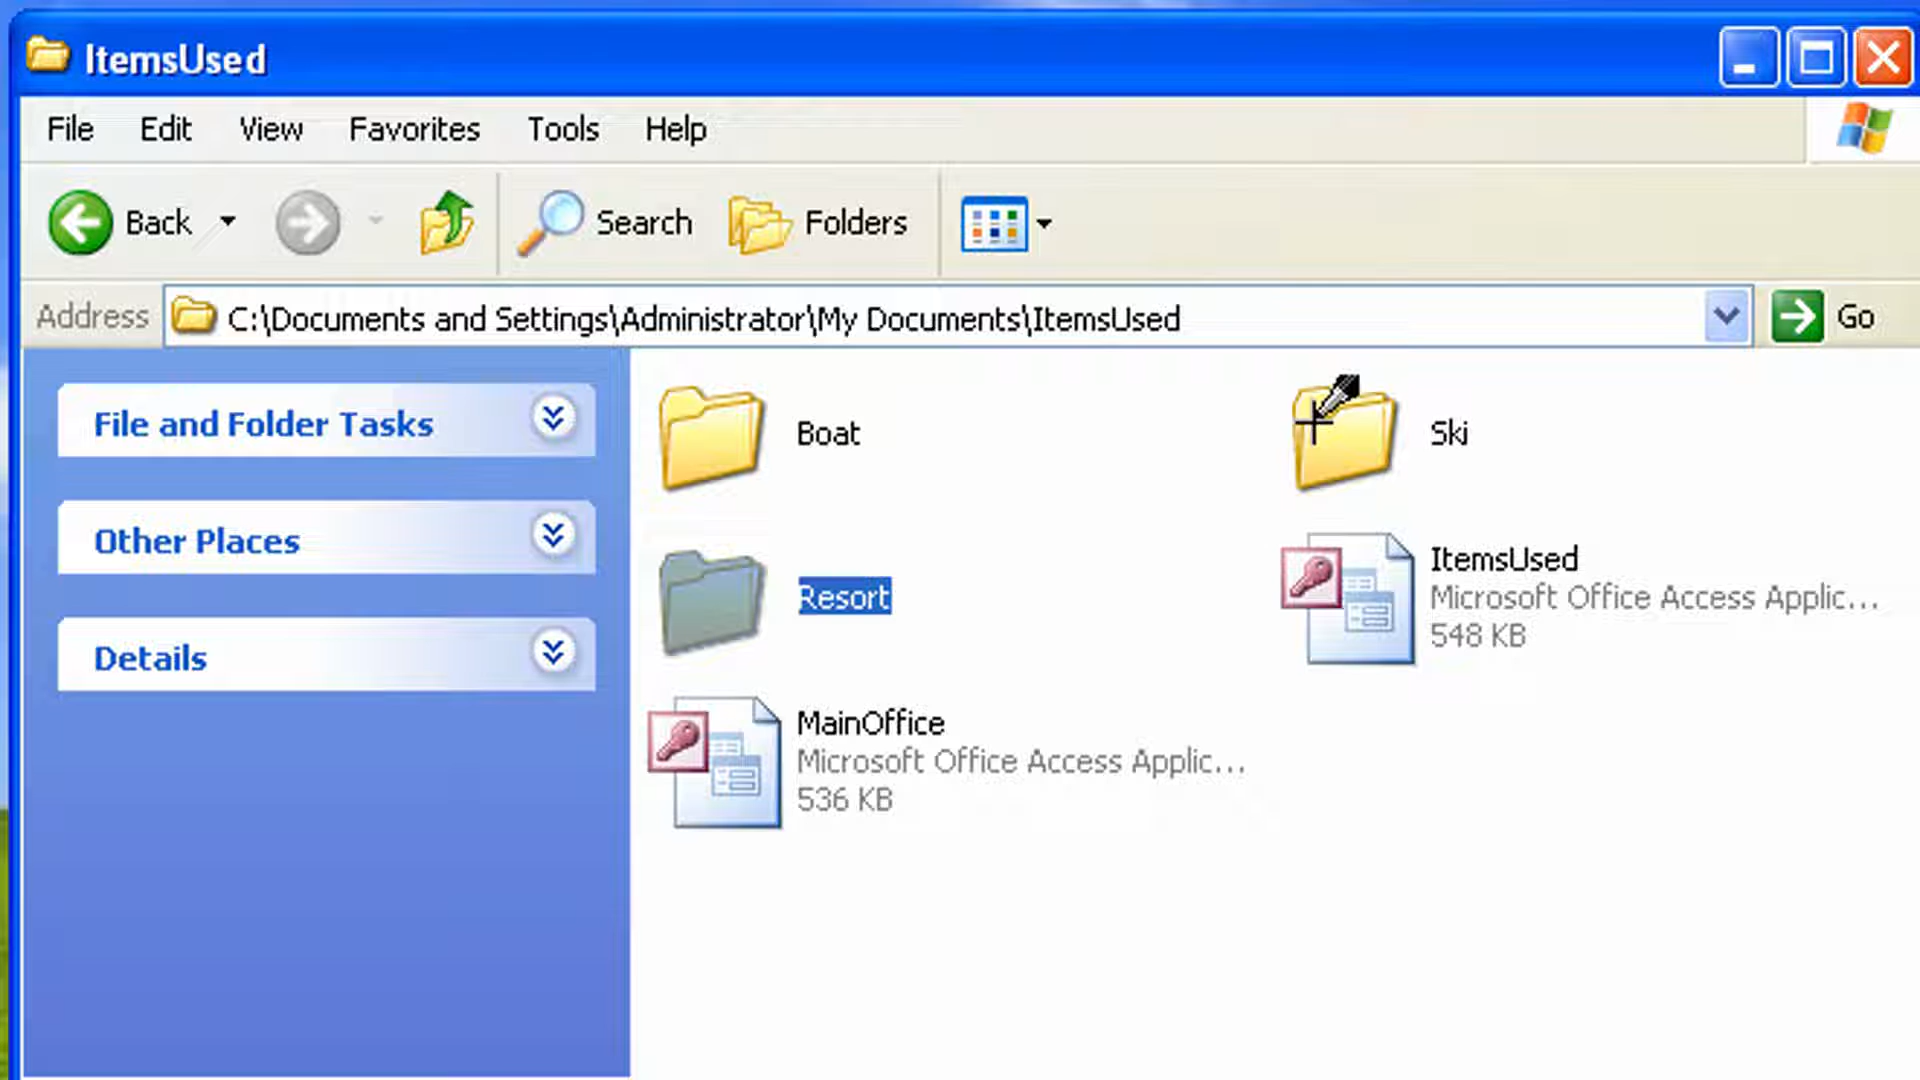 ItemsUsed
File Edit View Favorites Tools Help
Back Search Folders
Address C:\Documents and Settings\Administrator\My Documents\ItemsUsed Go
File and Folder Tasks
Other Places
Details
Boat
Ski
Resort
ItemsUsed
Microsoft Office Access Applic...
548 KB
MainOffice
Microsoft Office Access Applic...
536 KB